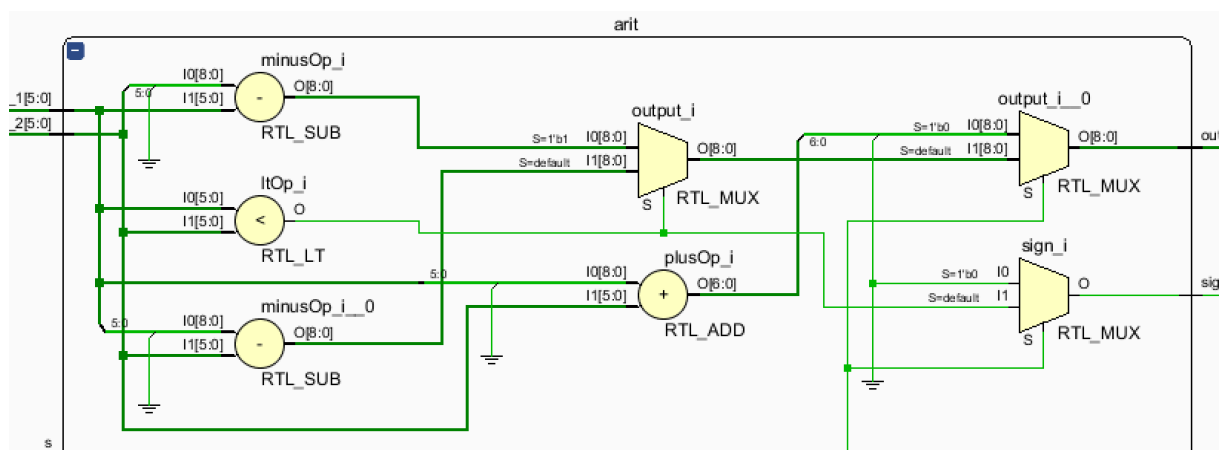 arit
minusOp_i
I0[8:0]
5:0
I1[5:0]
-
O[8:0]
RTL_SUB
_1[5:0]
_2[5:0]
ltOp_i
I0[5:0]
I1[5:0]
<
O
RTL_LT
minusOp_i__0
5:0
I0[8:0]
I1[5:0]
-
O[8:0]
RTL_SUB
output_i
S=1'b1
I0[8:0]
S=default
I1[8:0]
O[8:0]
S
RTL_MUX
plusOp_i
5:0
I0[8:0]
I1[5:0]
+
O[6:0]
RTL_ADD
6:0
output_i__0
S=1'b0
I0[8:0]
S=default
I1[8:0]
O[8:0]
S
RTL_MUX
out
sign_i
S=1'b0
I0
S=default
I1
O
S
RTL_MUX
sig
s